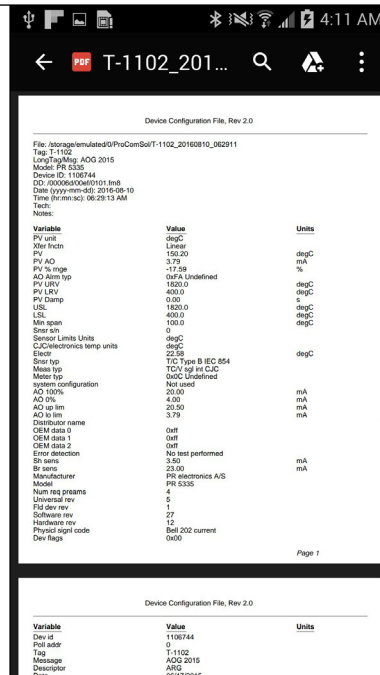 4:11 AM
PDF T-1102_201...
Device Configuration File, Rev 2.0
File: /storage/emulated/0/ProComSol/T-1102_20160810_062911
Tag: T-1102
LongTag/Msg: AOG 2015
Model: PR 5335
Device ID: 1106744
DD: /00006d/00ef/0101.fm8
Date (yyyy-mm-dd): 2016-08-10
Time (hr:mn:sc): 06:29:13 AM
Tech:
Notes:
Variable Value Units
PV unit degC
Xfer fnctn Linear
PV 150.20 degC
PV AO 3.79 mA
PV % rnge -17.59 %
AO Alrm typ 0xFA Undefined
PV URV 1820.0 degC
PV LRV 400.0 degC
PV Damp 0.00 s
USL 1820.0 degC
LSL 400.0 degC
Min span 100.0 degC
Snsr s/n 0
Sensor Limits Units degC
CJC/electronics temp units degC
Electr 22.58 degC
Snsr typ T/C Type B IEC 854
Meas typ TC/V sgl int CJC
Meter typ 0x0C Undefined
system configuration Not used
AO 100% 20.00 mA
AO 0% 4.00 mA
AO up lim 20.50 mA
AO lo lim 3.79 mA
Distributor name
OEM data 0 0xff
OEM data 1 0xff
OEM data 2 0xff
Error detection No test performed
Sh sens 3.50 mA
Br sens 23.00 mA
Manufacturer PR electronics A/S
Model PR 5335
Num req preams 4
Universal rev 5
Fld dev rev 1
Software rev 27
Hardware rev 12
Physicl signl code Bell 202 current
Dev flags 0x00
Page 1
Device Configuration File, Rev 2.0
Variable Value Units
Dev id 1106744
Poll addr 0
Tag T-1102
Message AOG 2015
Descriptor ARG